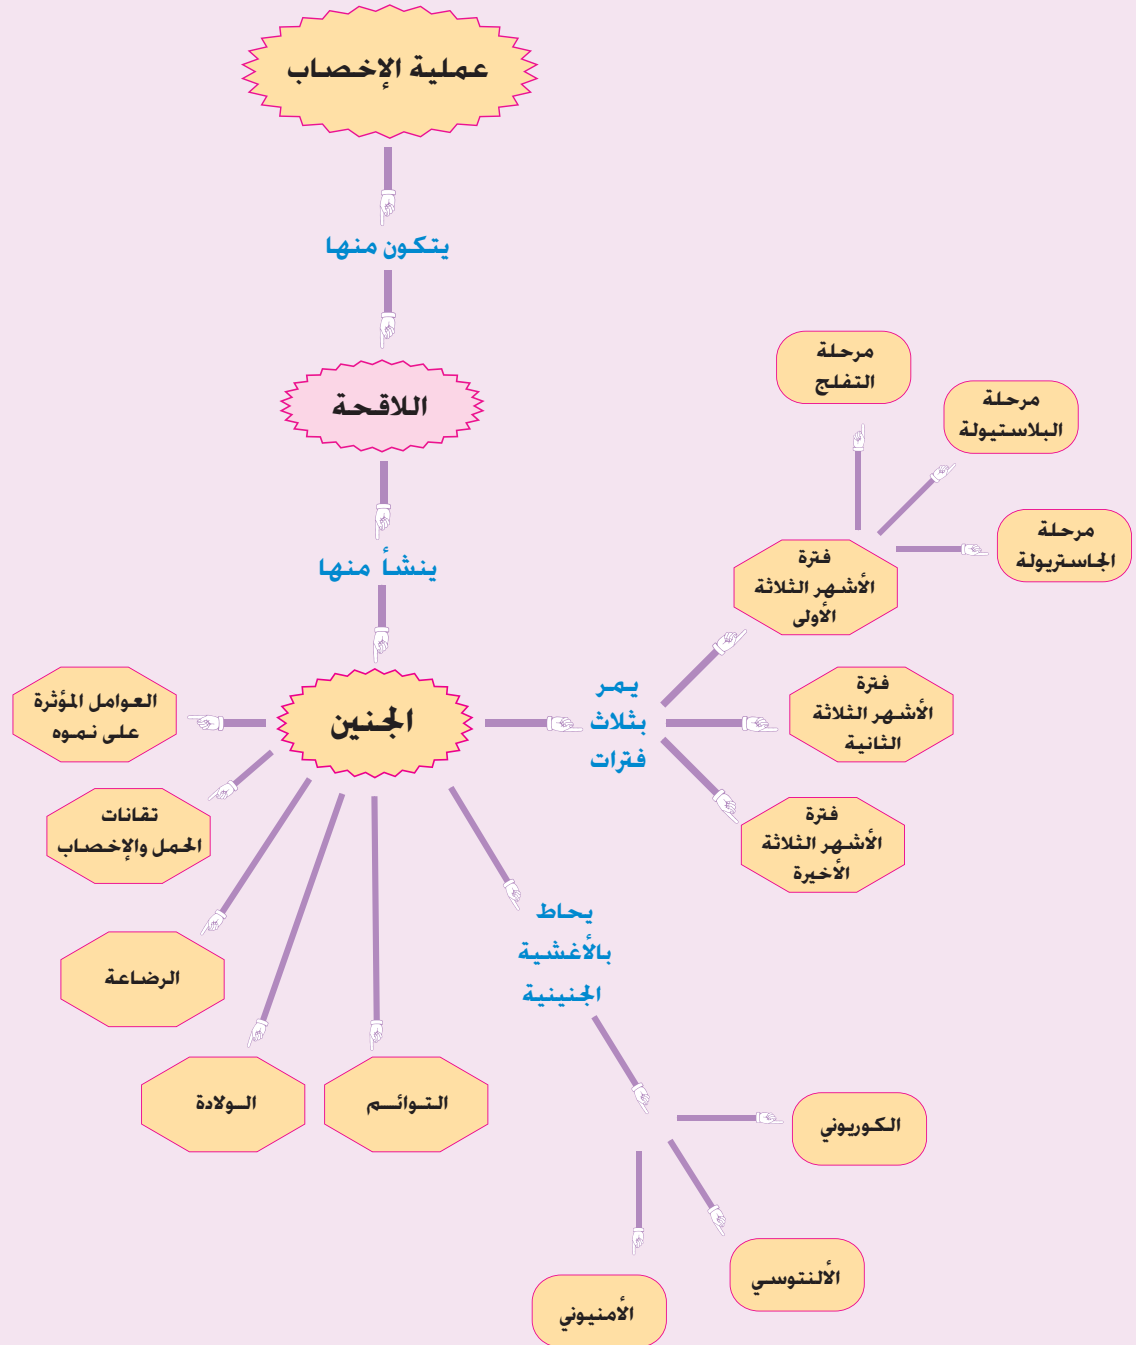 عملية الإخصاب
يتكون منها
اللاقحة
ينشأ منها
الجنين
يمر
بثلاث
فترات
فترة
الأشهر الثلاثة
الأولى
مرحلة
التفلج
مرحلة
البلاستيولة
مرحلة
الجاستريولة
فترة
الأشهر الثلاثة
الثانية
فترة
الأشهر الثلاثة
الأخيرة
يحاط
بالأغشية
الجنينية
الكوريوني
الألنتوسي
الأمنيوني
التوائم
الولادة
الرضاعة
تقانات
الحمل والإخصاب
العوامل المؤثرة
على نموه